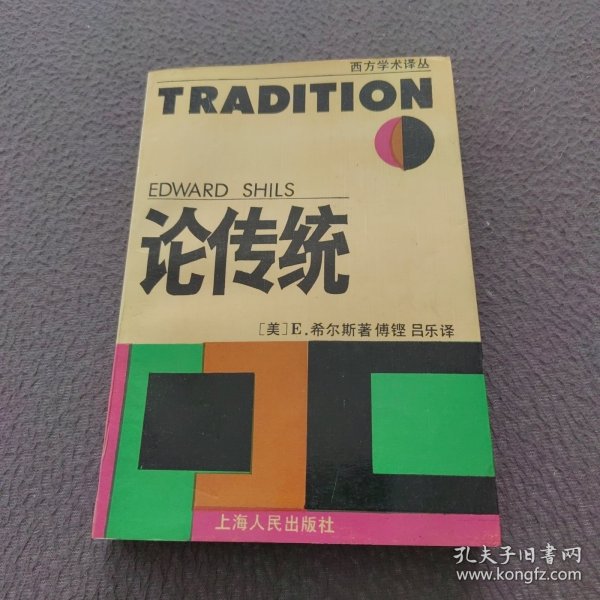 西方学术译丛
TRADITION
EDWARD SHILS
论传统
[美]E.希尔斯著 傅铿 吕乐译
上海人民出版社
孔夫子旧书网
www.kongfz.com